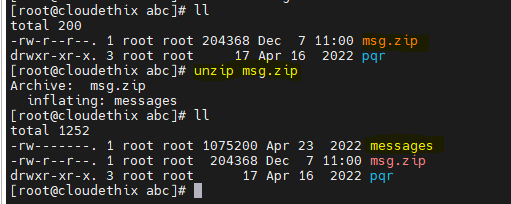 [root@cloudethix abc]# ll
total 200
-rw-r--r--. 1 root root 204368 Dec  7 11:00 msg.zip
drwxr-xr-x. 3 root root     17 Apr 16  2022 pqr
[root@cloudethix abc]# unzip msg.zip
Archive:  msg.zip
  inflating: messages
[root@cloudethix abc]# ll
total 1252
-rw-------. 1 root root 1075200 Apr 23  2022 messages
-rw-r--r--. 1 root root  204368 Dec  7 11:00 msg.zip
drwxr-xr-x. 3 root root      17 Apr 16  2022 pqr
[root@cloudethix abc]#